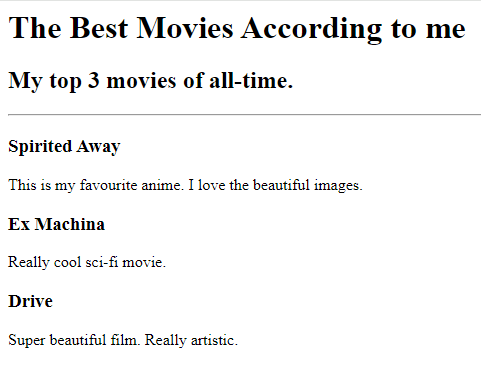 The Best Movies According to me
My top 3 movies of all-time.
Spirited Away
This is my favourite anime. I love the beautiful images.
Ex Machina
Really cool sci-fi movie.
Drive
Super beautiful film. Really artistic.